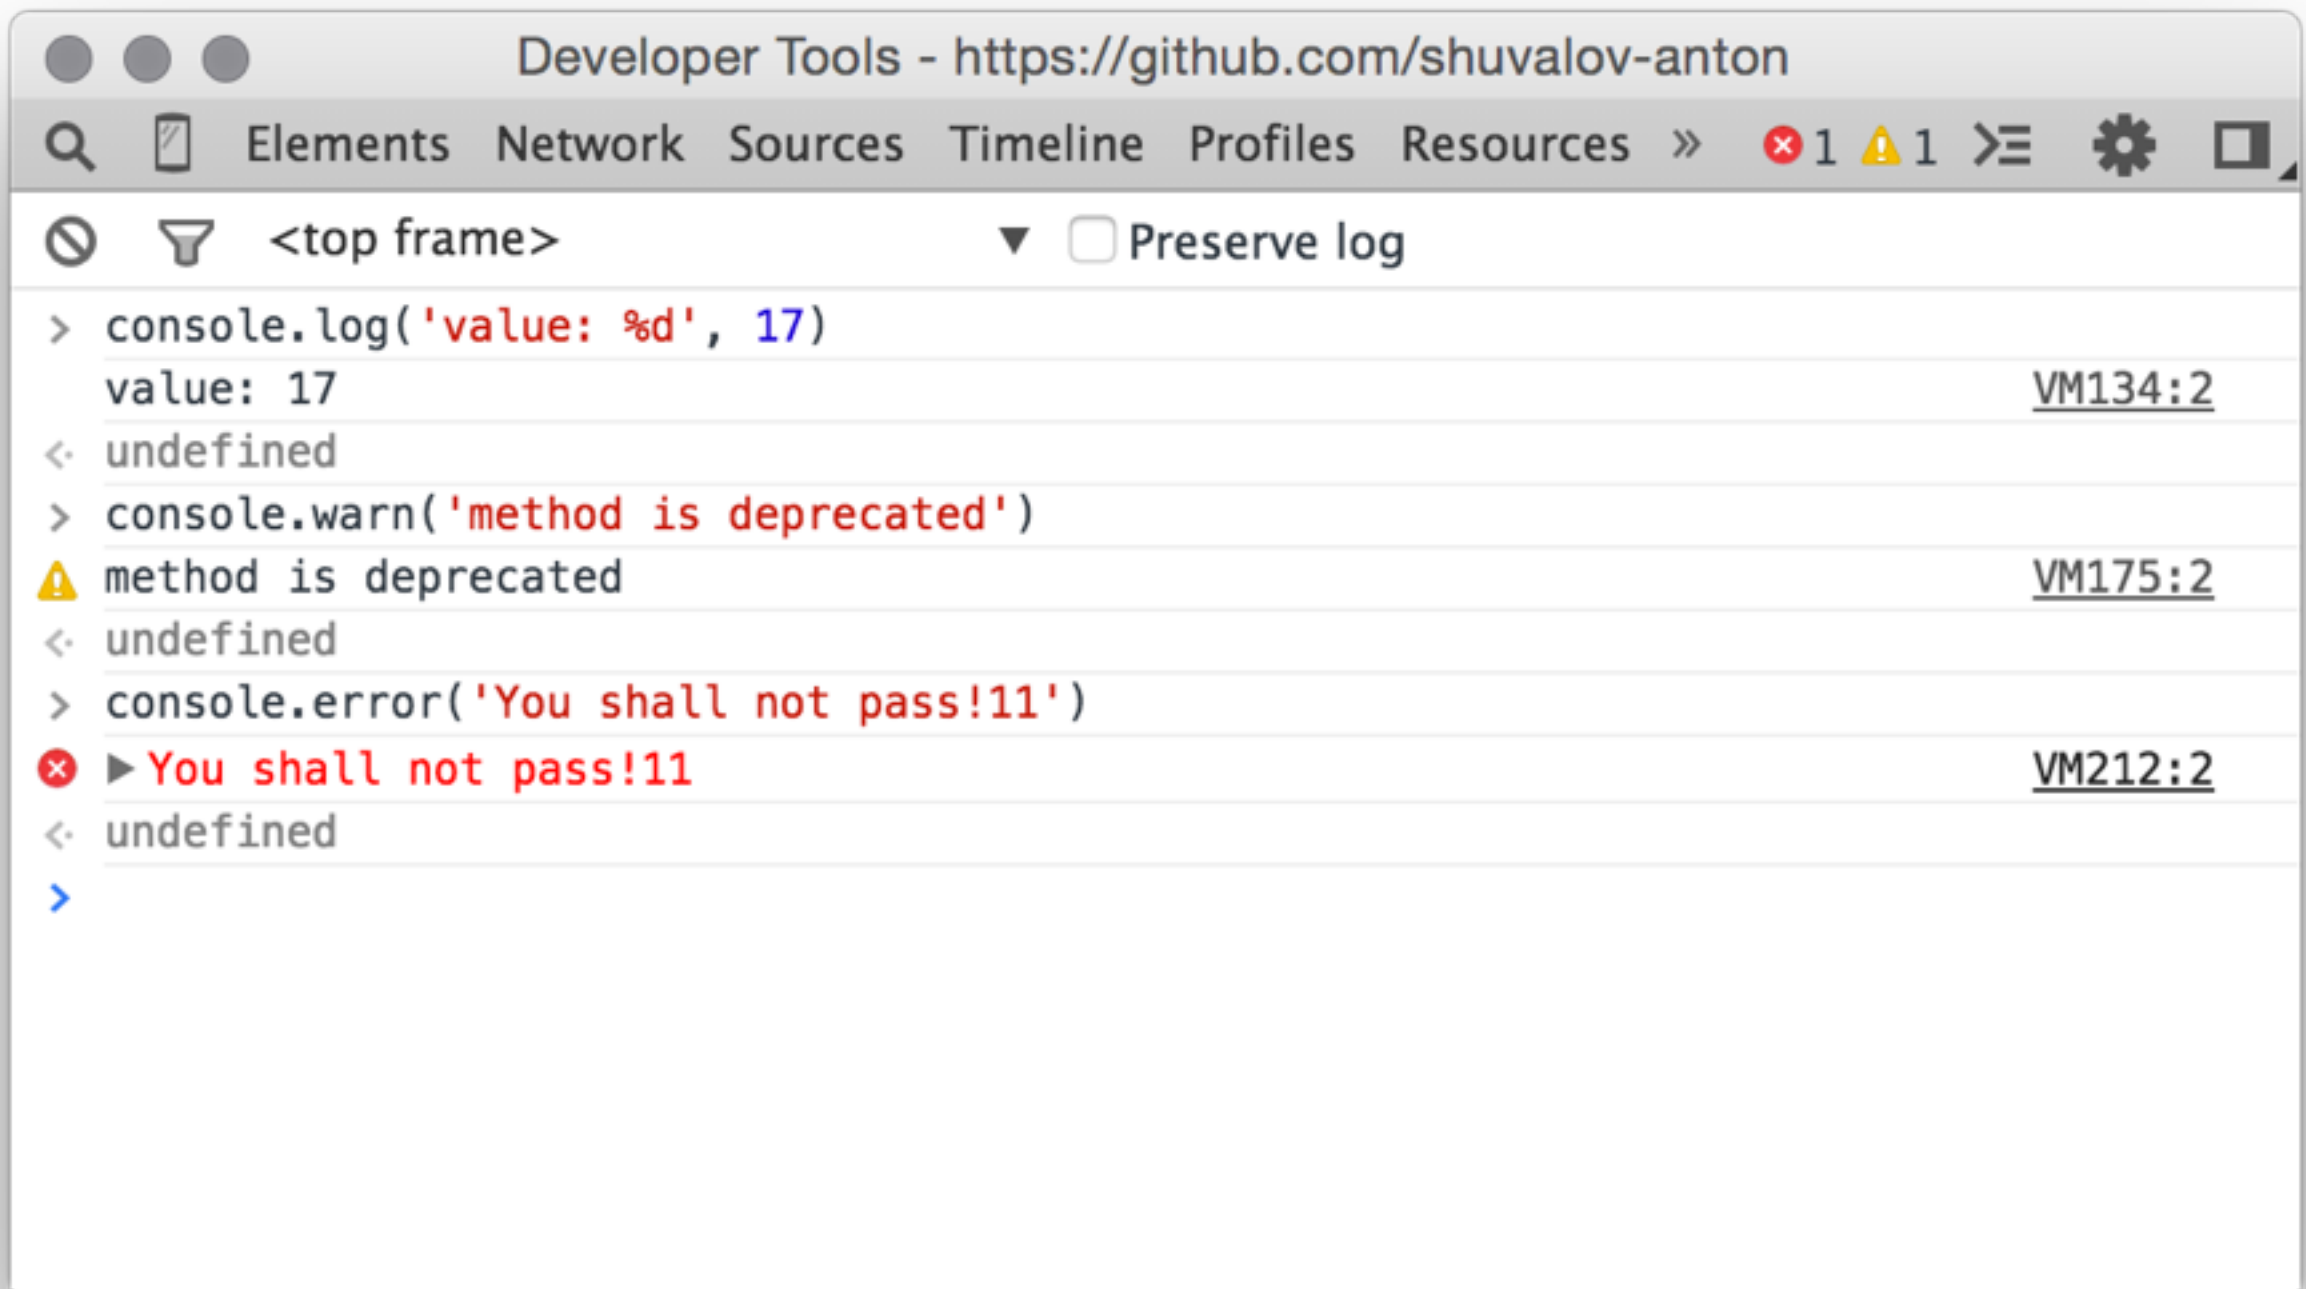 Developer Tools - https://github.com/shuvalov-anton
Elements Network Sources Timeline Profiles Resources » 1 1
<top frame> ▼ Preserve log
> console.log('value: %d', 17)
value: 17 VM134:2
undefined
> console.warn('method is deprecated')
method is deprecated VM175:2
undefined
> console.error('You shall not pass!11')
▶ You shall not pass!11 VM212:2
undefined
>